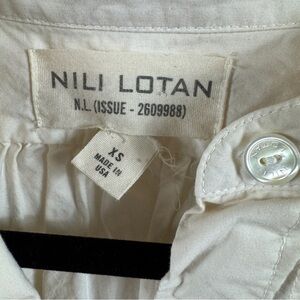 NILI LOTAN
N.L. (ISSUE - 2609988)
XS
MADE IN
USA